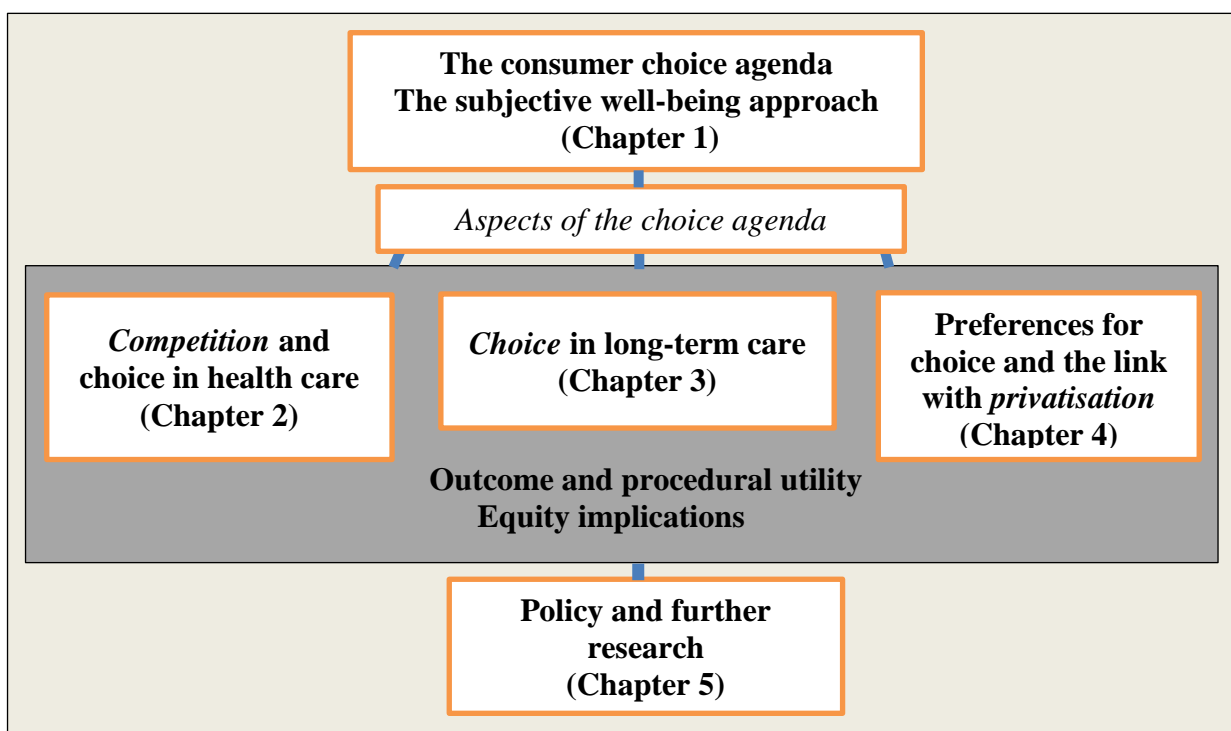 The consumer choice agenda
The subjective well-being approach
(Chapter 1)
Aspects of the choice agenda
Competition and
choice in health care
(Chapter 2)
Choice in long-term care
(Chapter 3)
Preferences for
choice and the link
with privatisation
(Chapter 4)
Outcome and procedural utility
Equity implications
Policy and further
research
(Chapter 5)